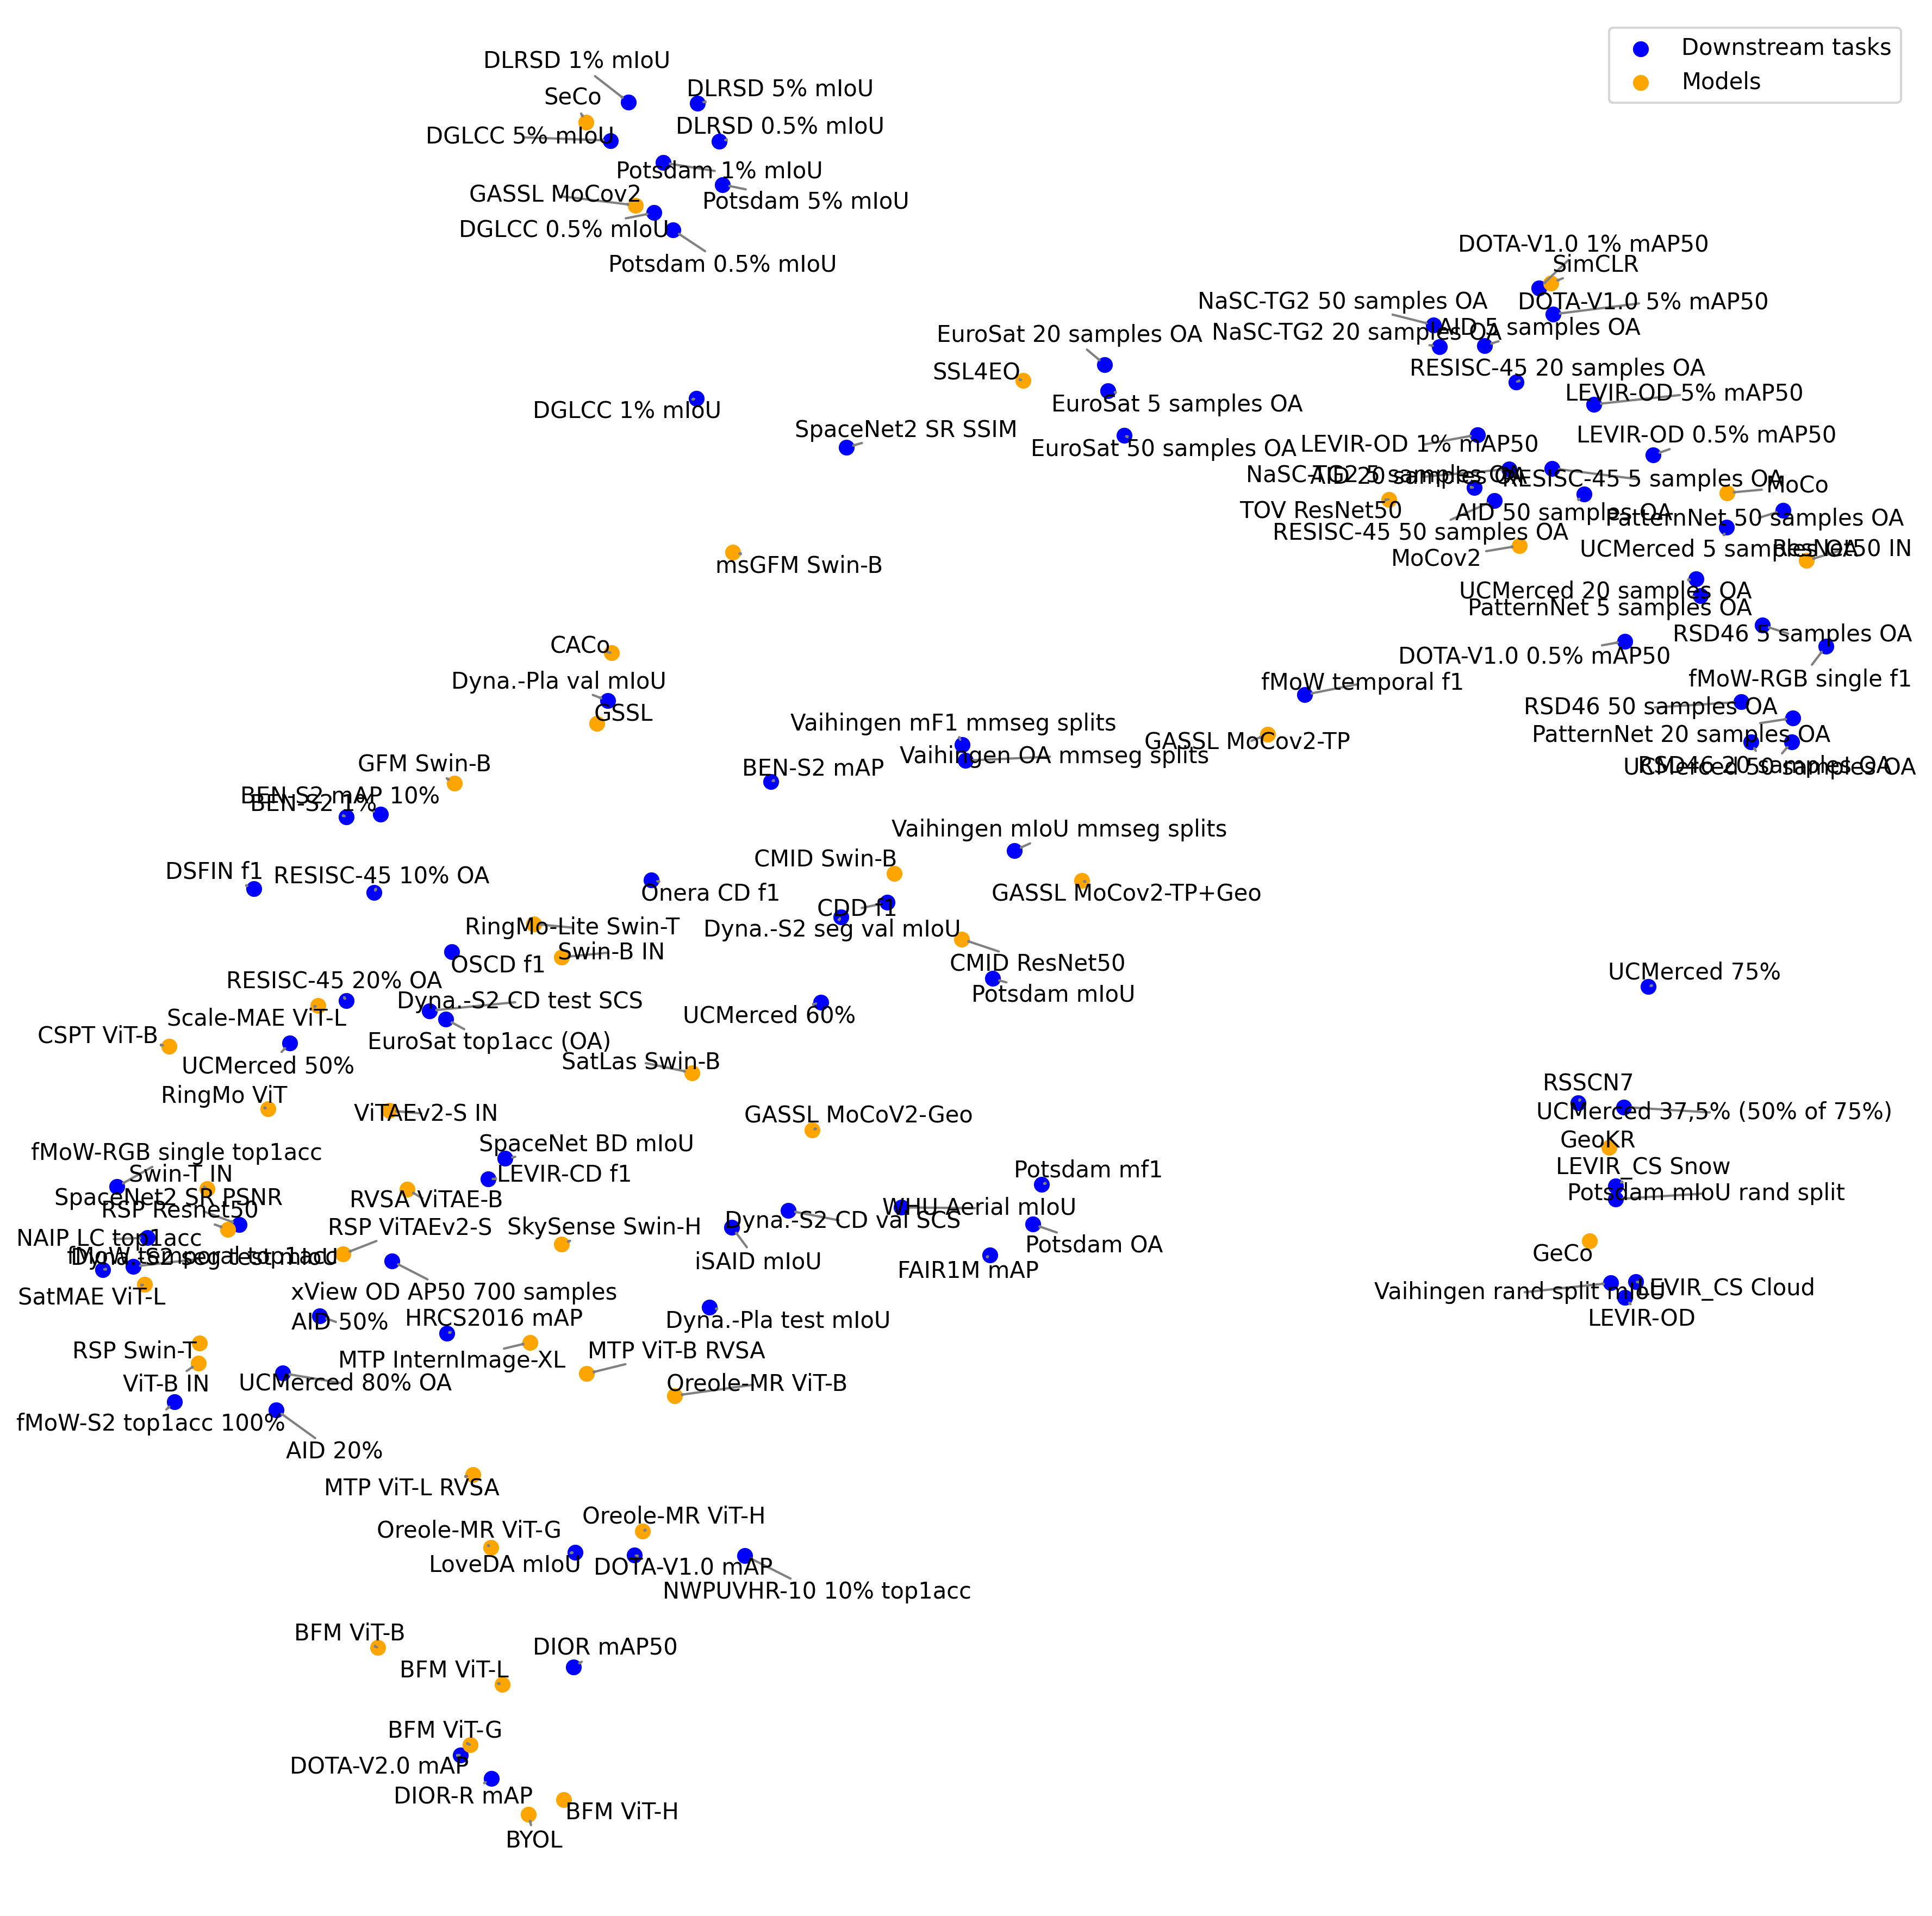 Downstream tasks
Models
DLRSD 1% mIoU
DLRSD 5% mIoU
SeCo
DLRSD 0.5% mIoU
DGLCC 5% mIoU
Potsdam 1% mIoU
GASSL MoCov2
Potsdam 5% mIoU
DGLCC 0.5% mIoU
Potsdam 0.5% mIoU
DOTA-V1.0 1% mAP50
SimCLR
NaSC-TG2 50 samples OA
DOTA-V1.0 5% mAP50
EuroSat 20 samples OA
NaSC-TG2 20 samples OA
AID 5 samples OA
SSL4EO
RESISC-45 20 samples OA
LEVIR-OD 5% mAP50
EuroSat 5 samples OA
DGLCC 1% mIoU
SpaceNet2 SR SSIM
LEVIR-OD 0.5% mAP50
EuroSat 50 samples OA
LEVIR-OD 1% mAP50
NaSC-TG2 5 samples OA
AID 20 samples OA
RESISC-45 5 samples OA
MoCo
TOV ResNet50
AID 50 samples OA
PatternNet 50 samples OA
RESISC-45 50 samples OA
UCMerced 5 samples OA
ResNet50 IN
MoCov2
msGFM Swin-B
UCMerced 20 samples OA
PatternNet 5 samples OA
RSD46 5 samples OA
CACo
DOTA-V1.0 0.5% mAP50
Dyna.-Pla val mIoU
fMoW temporal f1
fMoW-RGB single f1
GSSL
RSD46 50 samples OA
Vaihingen mF1 mmseg splits
PatternNet 20 samples OA
GASSL MoCov2-TP
Vaihingen OA mmseg splits
GFM Swin-B
BEN-S2 mAP
RSD46 20 samples OA
UCMerced 50 samples OA
BEN-S2 mAP 10%
BEN-S2 1%
Vaihingen mIoU mmseg splits
CMID Swin-B
DSFIN f1
RESISC-45 10% OA
Onera CD f1
GASSL MoCov2-TP+Geo
CDD f1
RingMo-Lite Swin-T
Dyna.-S2 seg val mIoU
Swin-B IN
OSCD f1
CMID ResNet50
UCMerced 75%
RESISC-45 20% OA
Potsdam mIoU
Dyna.-S2 CD test SCS
Scale-MAE ViT-L
UCMerced 60%
CSPT ViT-B
EuroSat top1acc (OA)
UCMerced 50%
SatLas Swin-B
RSSCN7
RingMo ViT
ViTAEv2-S IN
GASSL MoCoV2-Geo
UCMerced 37,5% (50% of 75%)
GeoKR
SpaceNet BD mIoU
fMoW-RGB single top1acc
LEVIR_CS Snow
Swin-T IN
LEVIR-CD f1
Potsdam mf1
SpaceNet2 SR PSNR
RVSA ViTAE-B
Potsdam mIoU rand split
RSP Resnet50
WHU Aerial mIoU
Dyna.-S2 CD val SCS
RSP ViTAEv2-S
SkySense Swin-H
NAIP LC top1acc
Potsdam OA
GeCo
fMoW temporal top1acc
Dyna.-S2 seg test mIoU
iSAID mIoU
FAIR1M mAP
SatMAE ViT-L
xView OD AP50 700 samples
Vaihingen rand split mIoU
LEVIR_CS Cloud
AID 50%
HRCS2016 mAP
Dyna.-Pla test mIoU
LEVIR-OD
RSP Swin-T
MTP InternImage-XL
MTP ViT-B RVSA
ViT-B IN
UCMerced 80% OA
Oreole-MR ViT-B
fMoW-S2 top1acc 100%
AID 20%
MTP ViT-L RVSA
Oreole-MR ViT-H
Oreole-MR ViT-G
LoveDA mIoU
DOTA-V1.0 mAP
NWPUVHR-10 10% top1acc
BFM ViT-B
DIOR mAP50
BFM ViT-L
BFM ViT-G
DOTA-V2.0 mAP
DIOR-R mAP
BFM ViT-H
BYOL